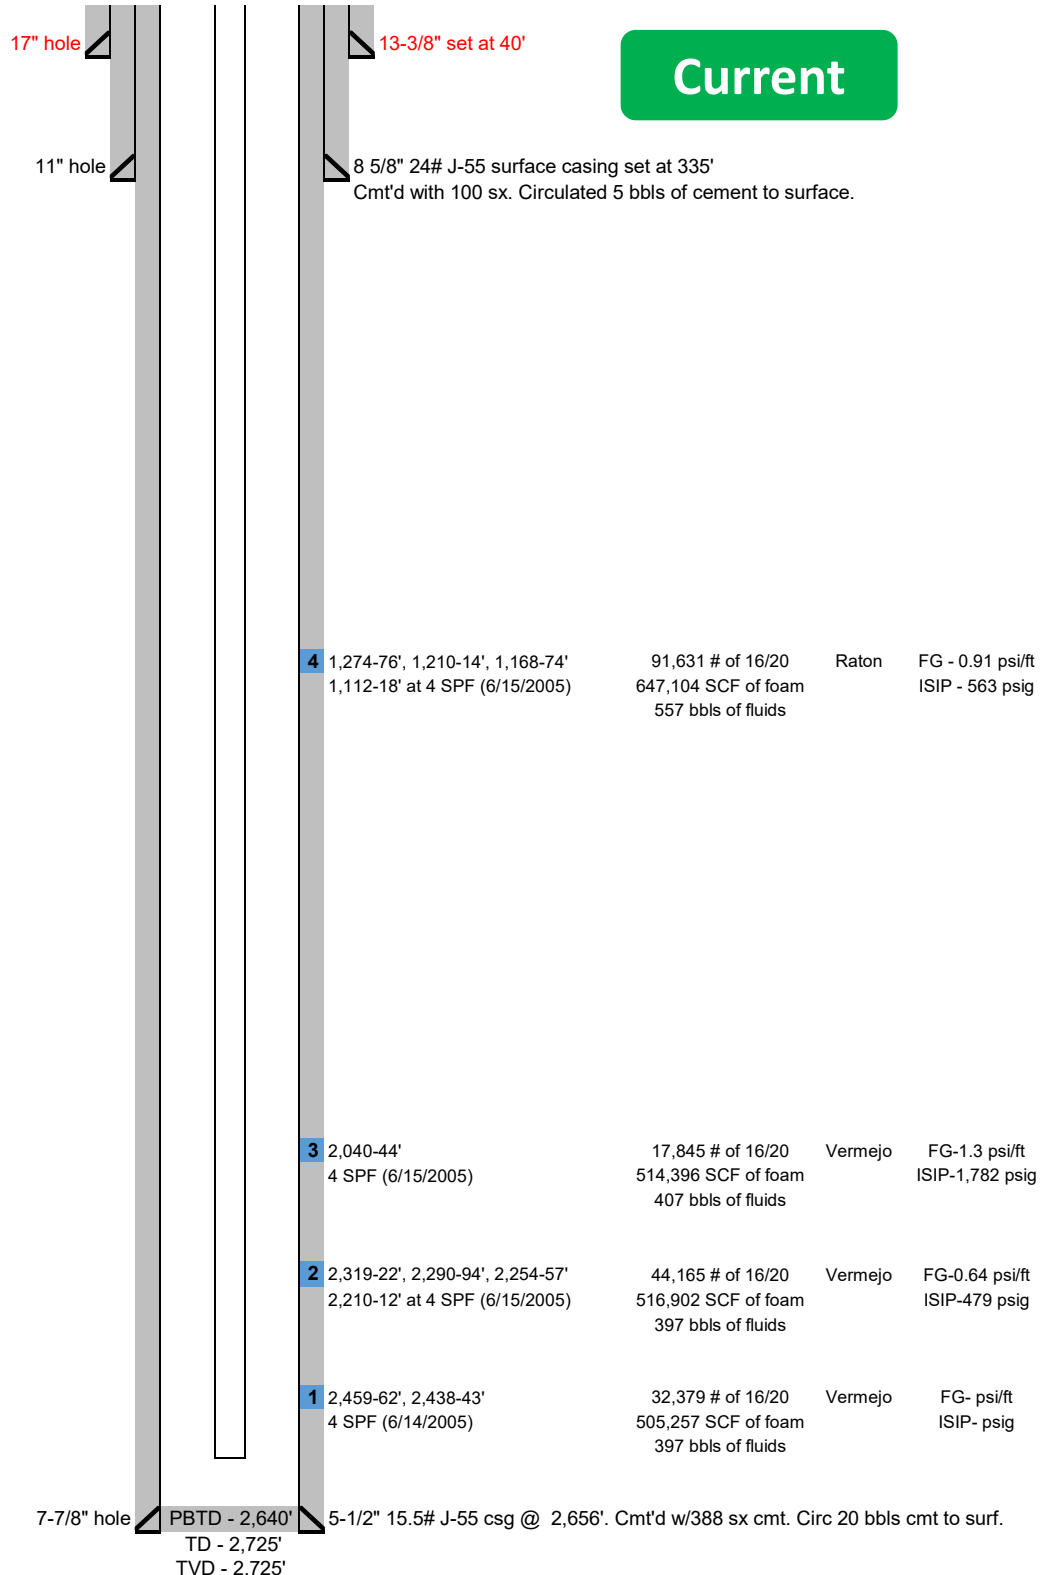 17" hole
13-3/8" set at 40'
Current
11" hole
8 5/8" 24# J-55 surface casing set at 335'
Cmt'd with 100 sx. Circulated 5 bbls of cement to surface.
4 1,274-76', 1,210-14', 1,168-74' 91,631 # of 16/20 Raton FG - 0.91 psi/ft
1,112-18' at 4 SPF (6/15/2005) 647,104 SCF of foam ISIP - 563 psig
557 bbls of fluids
3 2,040-44' 17,845 # of 16/20 Vermejo FG-1.3 psi/ft
4 SPF (6/15/2005) 514,396 SCF of foam ISIP-1,782 psig
407 bbls of fluids
2 2,319-22', 2,290-94', 2,254-57' 44,165 # of 16/20 Vermejo FG-0.64 psi/ft
2,210-12' at 4 SPF (6/15/2005) 516,902 SCF of foam ISIP-479 psig
397 bbls of fluids
1 2,459-62', 2,438-43' 32,379 # of 16/20 Vermejo FG- psi/ft
4 SPF (6/14/2005) 505,257 SCF of foam ISIP- psig
397 bbls of fluids
7-7/8" hole PBTD - 2,640' 5-1/2" 15.5# J-55 csg @ 2,656'. Cmt'd w/388 sx cmt. Circ 20 bbls cmt to surf.
TD - 2,725'
TVD - 2,725'